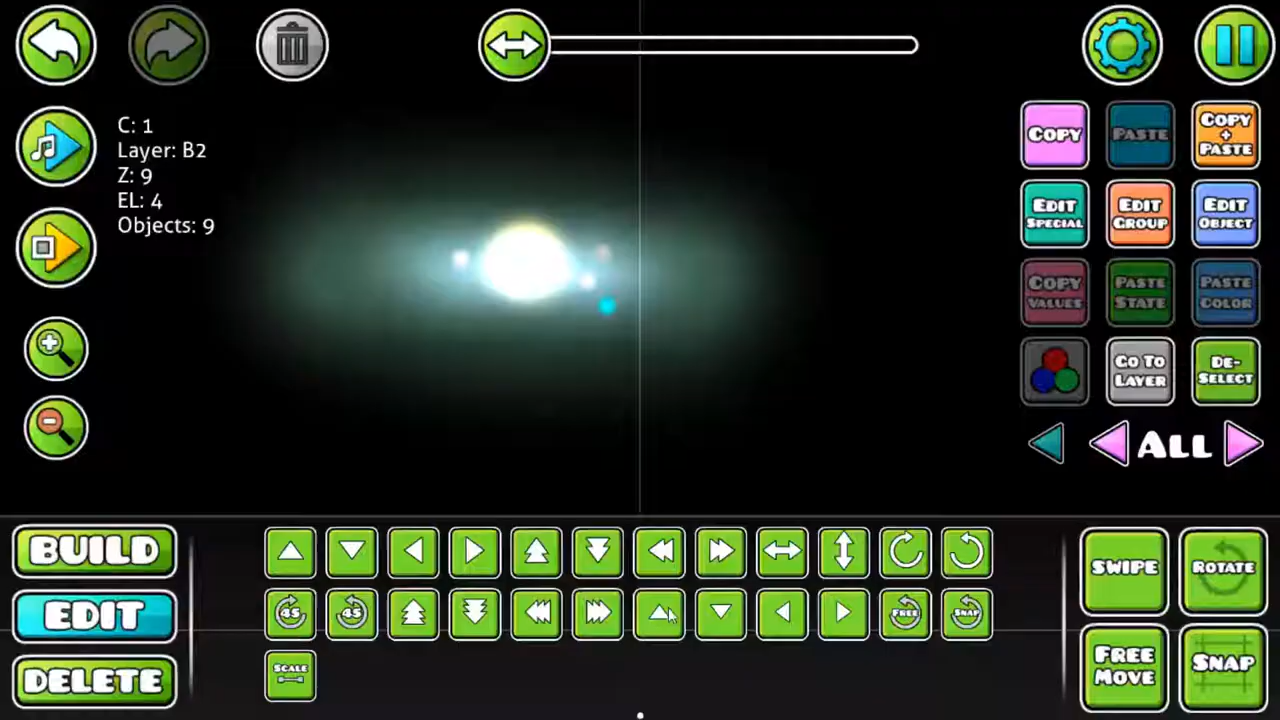 C: 1
Layer: B2
Z: 9
EL: 4
Objects: 9
COPY
PASTE
COPY
+
PASTE
EDIT
SPECIAL
EDIT
GROUP
EDIT
OBJECT
COPY
VALUES
PASTE
STATE
PASTE
COLOR
GO TO
LAYER
DE-
SELECT
ALL
BUILD
EDIT
DELETE
45
45
FREE
SNAP
SCALE
SWIPE
ROTATE
FREE
MOVE
SNAP